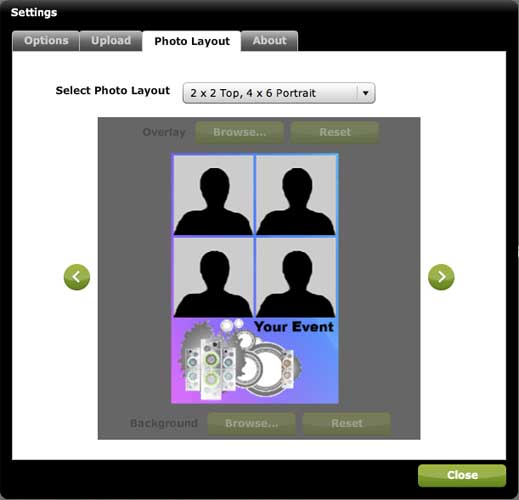 Settings
Options Upload Photo Layout About
Select Photo Layout 2 x 2 Top, 4 x 6 Portrait
Overlay Browse... Reset
Your Event
Background Browse... Reset
Close